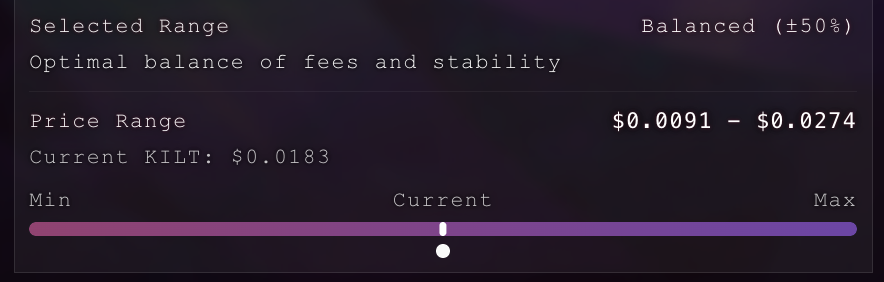 Selected Range Balanced (±50%)
Optimal balance of fees and stability
Price Range $0.0091 – $0.0274
Current KILT: $0.0183
Min Current Max